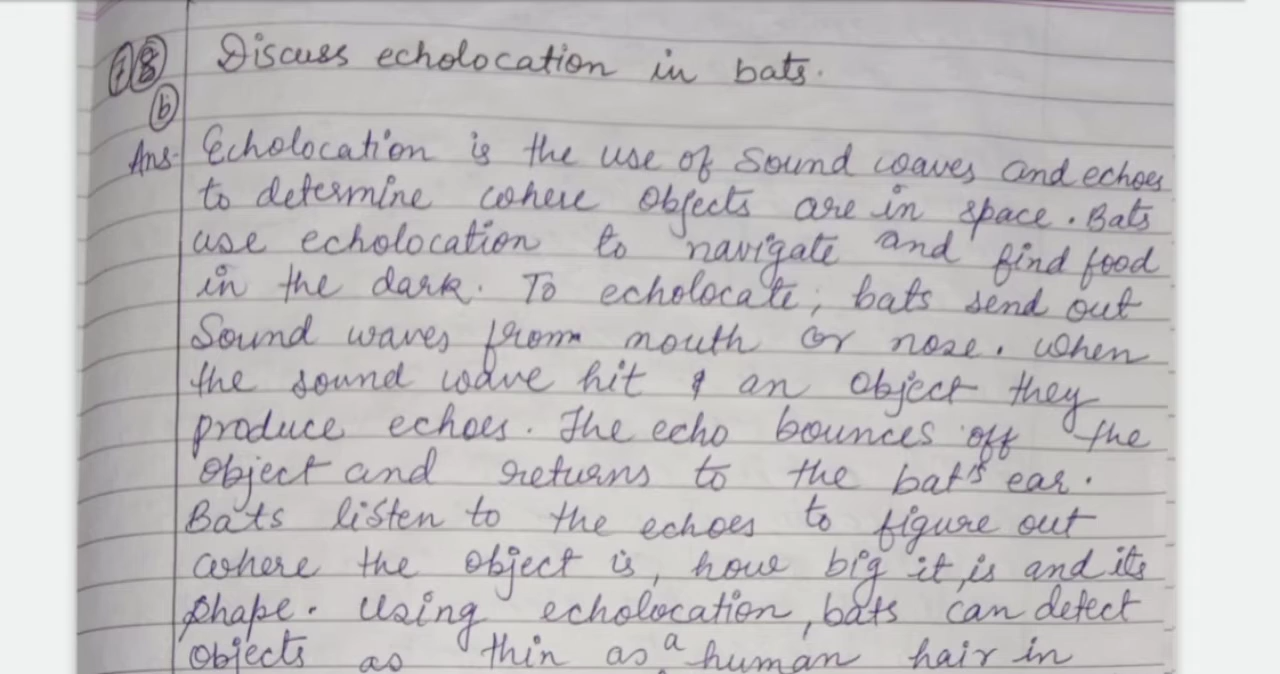 18 Discuss echolocation in bats.
b
Ans- Echolocation is the use of Sound waves and echoes
to determine where objects are in space. Bats
use echolocation to navigate and find food
in the dark. To echolocate, bats send out
Sound waves from mouth or nose. When
the sound wave hit an object they
produce echoes. The echo bounces off the
object and returns to the bat's ear.
Bats listen to the echoes to figure out
where the object is, how big it is and its
shape. Using echolocation, bats can detect
objects as thin as a human hair in